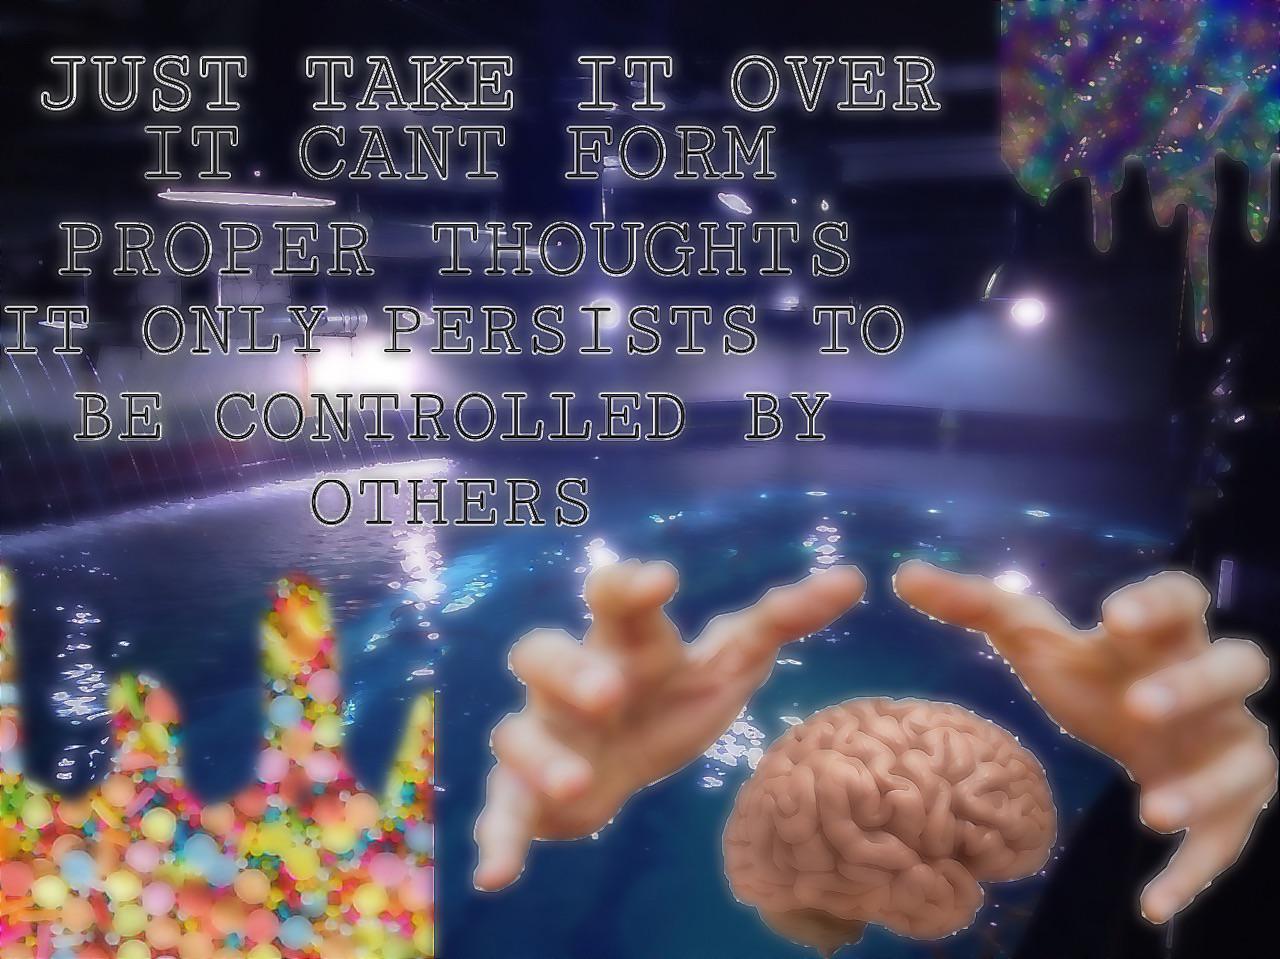 JUST TAKE IT OVER
IT CANT FORM
PROPER THOUGHTS
IT ONLY PERSISTS TO
BE CONTROLLED BY
OTHERS